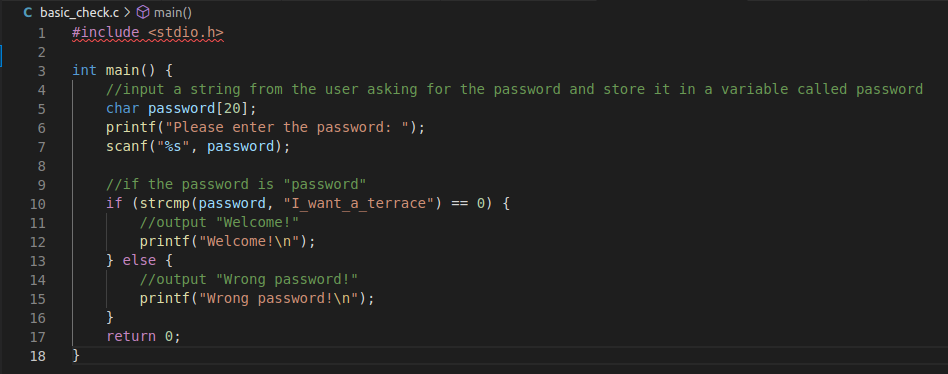 C basic_check.c > main()
1 #include <stdio.h>
2
3 int main() {
4     //input a string from the user asking for the password and store it in a variable called password
5     char password[20];
6     printf("Please enter the password: ");
7     scanf("%s", password);
8
9     //if the password is "password"
10     if (strcmp(password, "I_want_a_terrace") == 0) {
11         //output "Welcome!"
12         printf("Welcome!\n");
13     } else {
14         //output "Wrong password!"
15         printf("Wrong password!\n");
16     }
17     return 0;
18 }